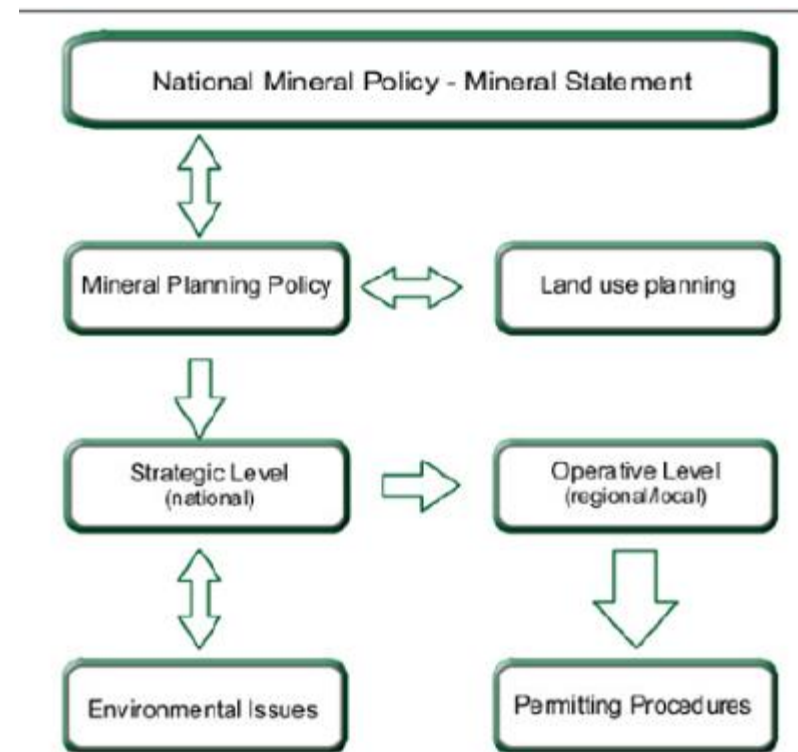 National Mineral Policy - Mineral Statement
Mineral Planning Policy
Land use planning
Strategic Level
(national)
Operative Level
(regional/local)
Environmental Issues
Permitting Procedures